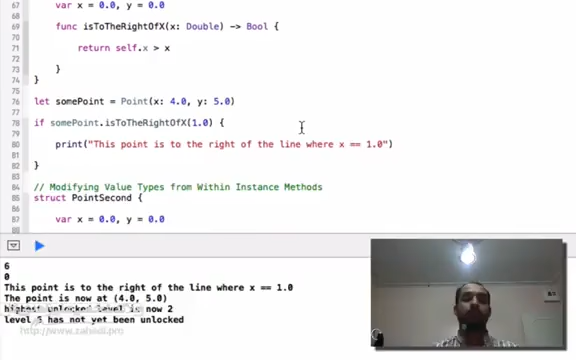 67 var x = 0.0, y = 0.0
68
69 func isToTheRightOfX(x: Double) -> Bool {
70
71 return self.x > x
72
73 }
74 }
75
76 let somePoint = Point(x: 4.0, y: 5.0)
77
78 if somePoint.isToTheRightOfX(1.0) {
79
80 print("This point is to the right of the line where x == 1.0")
81
82 }
83
84 // Modifying Value Types from Within Instance Methods
85 struct PointSecond {
86
87 var x = 0.0, y = 0.0
88
6
0
This point is to the right of the line where x == 1.0
The point is now at (4.0, 5.0)
highest unlocked level is now 2
level 6 has not yet been unlocked